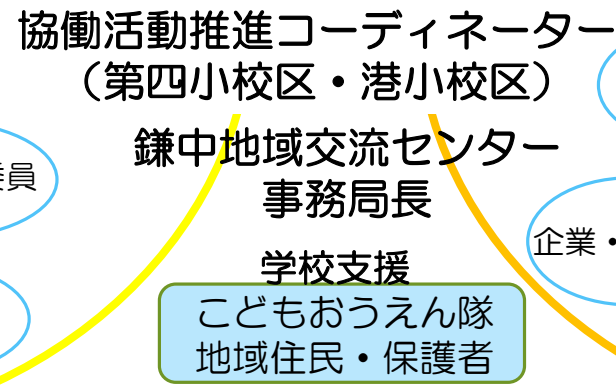 協働活動推進コーディネーター
（第四小校区・港小校区）
鎌中地域交流センター
事務局長
員
企業・
学校支援
こどもおうえん隊
地域住民・保護者